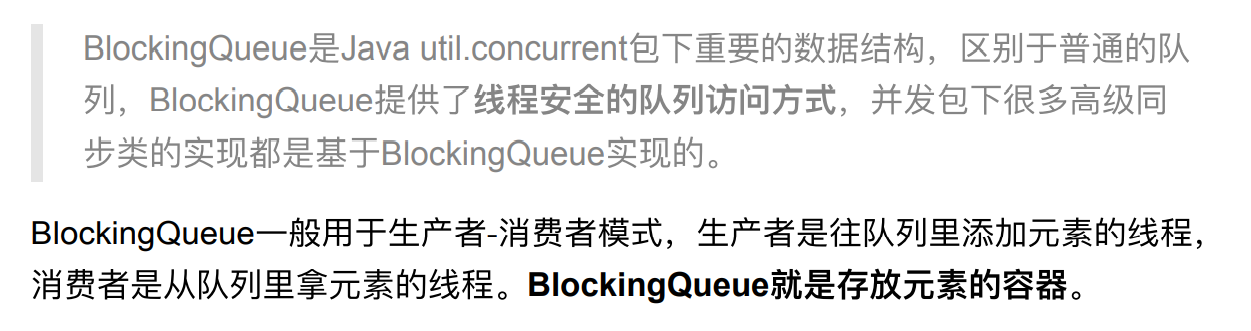 BlockingQueue是Java util.concurrent包下重要的数据结构，区别于普通的队
列，BlockingQueue提供了线程安全的队列访问方式，并发包下很多高级同
步类的实现都是基于BlockingQueue实现的。
BlockingQueue一般用于生产者-消费者模式，生产者是往队列里添加元素的线程，
消费者是从队列里拿元素的线程。BlockingQueue就是存放元素的容器。